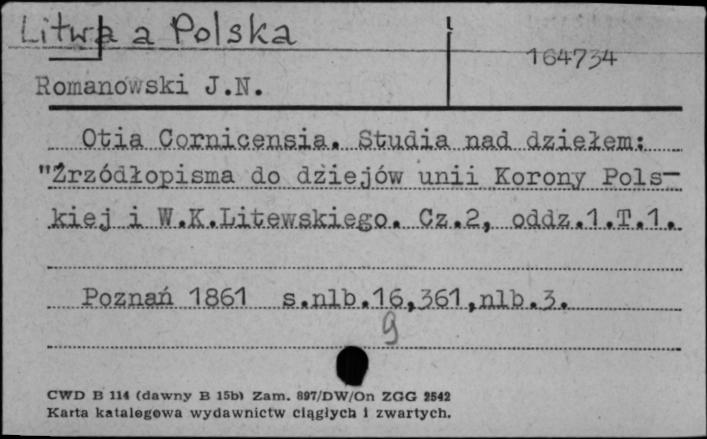 Litwa a Polska
164734
Romanowski J.N.
Otia Cornicensia. Studia nad dziełem:
"Źrzódłopisma do dziejów unii Korony Pols-
kiej i W.K.Litewskiego. Cz.2, oddz.1.T.1.
Poznań 1861 s.nlb.16,361,nlb.3.
9
CWD B 114 (dawny B 15b) Zam. 897/DW/On ZGG 2542
Karta katalogowa wydawnictw ciągłych i zwartych.